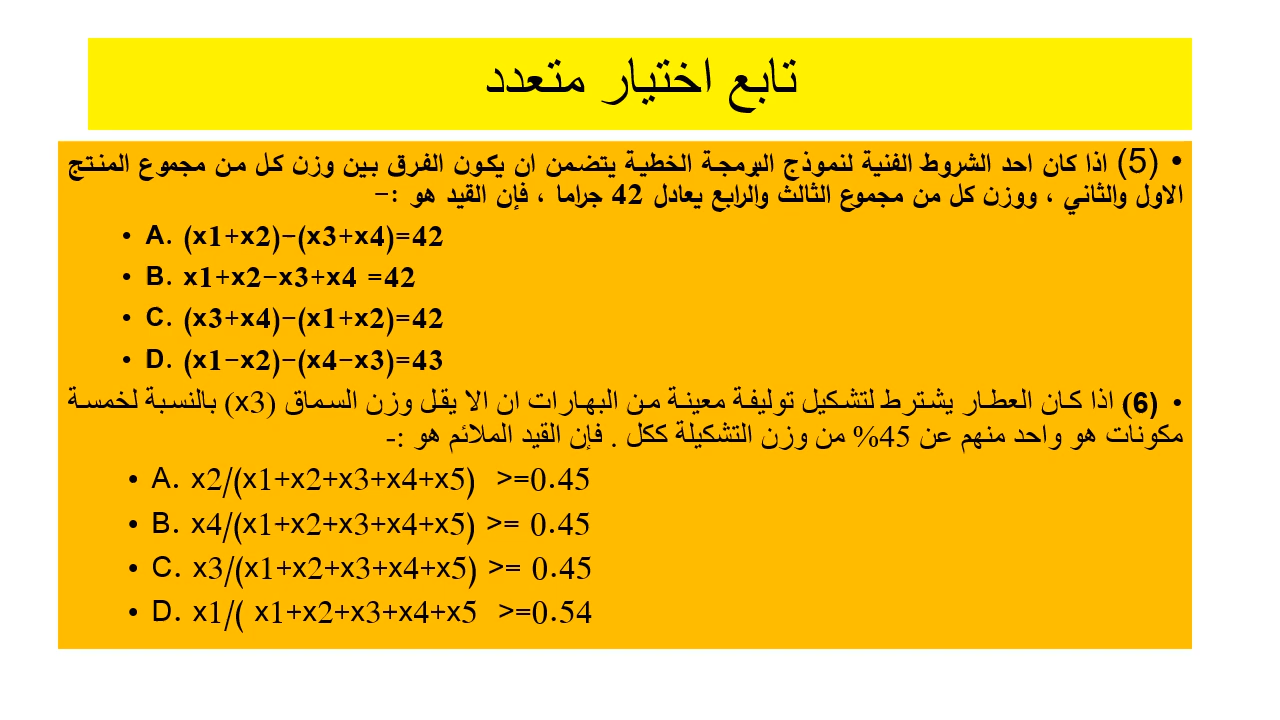 تابع اختيار متعدد
• (5) اذا كان احد الشروط الفنية لنموذج البرمجة الخطية يتضمن ان يكون الفرق بين وزن كل من مجموع المنتج
الاول والثاني ، ووزن كل من مجموع الثالث والرابع يعادل 42 جراما ، فإن القيد هو :-
• A. (x1+x2)-(x3+x4)=42
• B. x1+x2-x3+x4 =42
• C. (x3+x4)-(x1+x2)=42
• D. (x1-x2)-(x4-x3)=43
• (6) اذا كان العطار يشترط لتشكيل توليفة معينة من البهارات ان الا يقل وزن السماق (x3) بالنسبة لخمسة
مكونات هو واحد منهم عن 45% من وزن التشكيلة ككل . فإن القيد الملائم هو :-
• A. x2/(x1+x2+x3+x4+x5) >=0.45
• B. x4/(x1+x2+x3+x4+x5) >= 0.45
• C. x3/(x1+x2+x3+x4+x5) >= 0.45
• D. x1/( x1+x2+x3+x4+x5 >=0.54